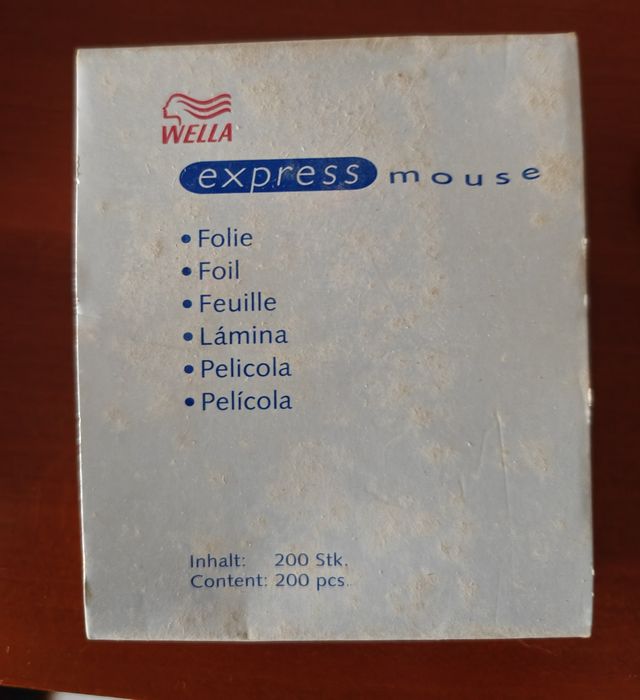 WELLA
express mouse
• Folie
• Foil
• Feuille
• Lámina
• Pelicola
• Pelícola
Inhalt: 200 Stk.
Content: 200 pcs.